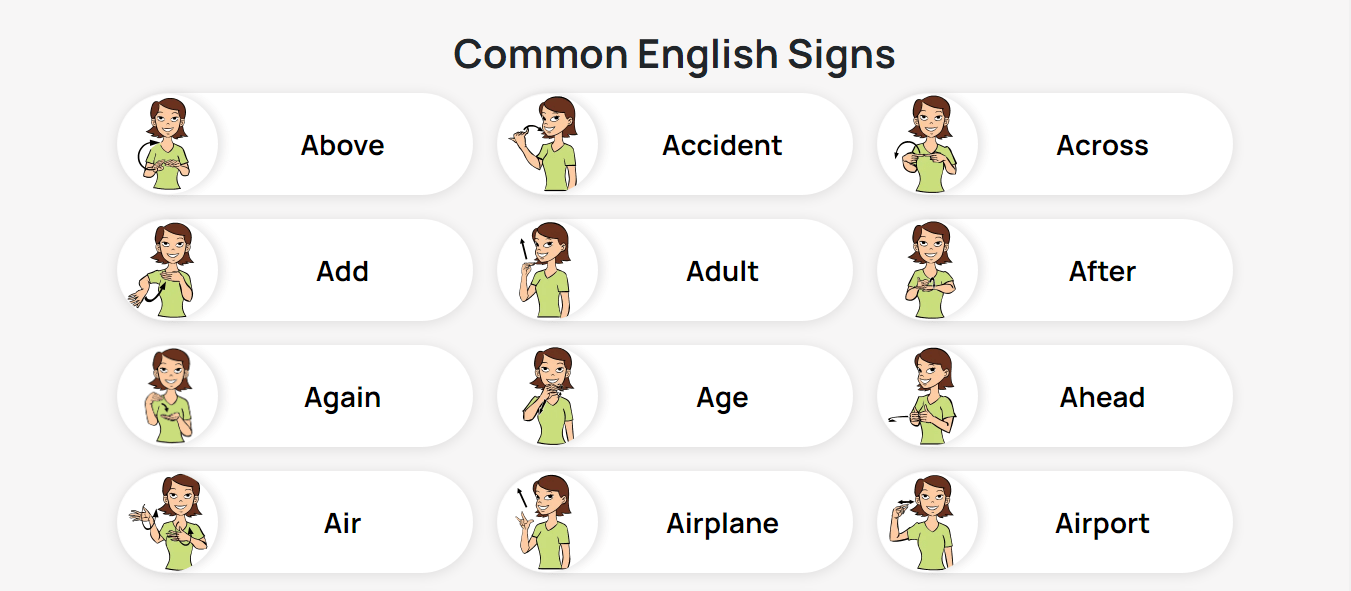 Common English Signs
Above
Accident
Across
Add
Adult
After
Again
Age
Ahead
Air
Airplane
Airport